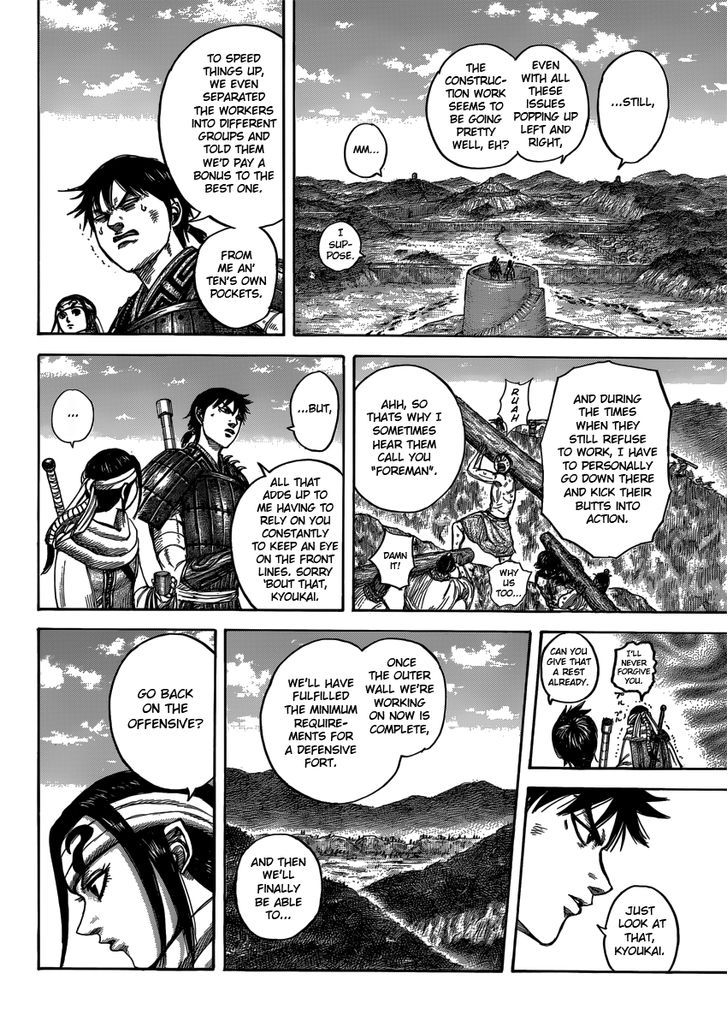 ...STILL,
EVEN
WITH ALL
THESE
ISSUES
POPPING UP
LEFT AND
RIGHT,
THE
CONSTRUC-
TION WORK
SEEMS TO
BE GOING
PRETTY
WELL, EH?
MM...
I
SUP-
POSE.
TO SPEED
THINGS UP,
WE EVEN
SEPARATED
THE WORKERS
INTO DIFFERENT
GROUPS AND
TOLD THEM
WE'D PAY A
BONUS TO THE
BEST ONE.
FROM
ME AN'
TEN'S OWN
POCKETS.
AND DURING
THE TIMES
WHEN THEY
STILL REFUSE
TO WORK, I HAVE
TO PERSONALLY
GO DOWN THERE
AND KICK THEIR
BUTTS INTO
ACTION.
RUAH
WHY
US
TOO...
DAMN
IT!
AHH, SO
THATS WHY I
SOMETIMES
HEAR THEM
CALL YOU
"FOREMAN".
...BUT,
ALL THAT
ADDS UP TO
ME HAVING TO
RELY ON YOU
CONSTANTLY
TO KEEP AN EYE
ON THE FRONT
LINES. SORRY
'BOUT THAT,
KYOUKAI.
...
I'LL
NEVER
FORGIVE
YOU.
CAN YOU
GIVE THAT
A REST
ALREADY.
JUST
LOOK AT
THAT,
KYOUKAI.
ONCE
THE OUTER
WALL WE'RE
WORKING
ON NOW IS
COMPLETE,
WE'LL HAVE
FULFILLED
THE MINIMUM
REQUIRE-
MENTS FOR
A DEFENSIVE
FORT.
AND THEN
WE'LL
FINALLY
BE ABLE
TO...
GO BACK
ON THE
OFFENSIVE?